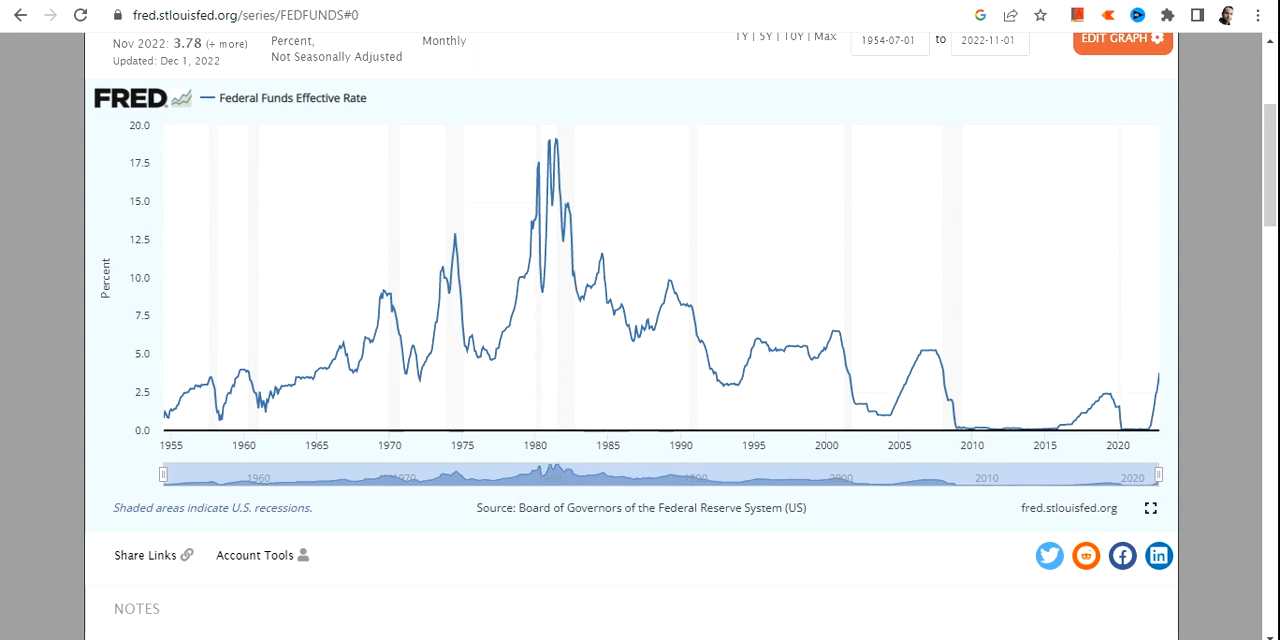 fred.stlouisfed.org/series/FEDFUNDS#0
Nov 2022: 3.78 (+ more)
Updated: Dec 1, 2022
Percent,
Not Seasonally Adjusted
Monthly
1Y | 5Y | 10Y | Max
1954-07-01 to 2022-11-01
EDIT GRAPH
FRED
Federal Funds Effective Rate
Percent
20.0
17.5
15.0
12.5
10.0
7.5
5.0
2.5
0.0
1955 1960 1965 1970 1975 1980 1985 1990 1995 2000 2005 2010 2015 2020
1960 1970 1980 1990 2000 2010 2020
Shaded areas indicate U.S. recessions.
Source: Board of Governors of the Federal Reserve System (US)
fred.stlouisfed.org
Share Links
Account Tools
NOTES